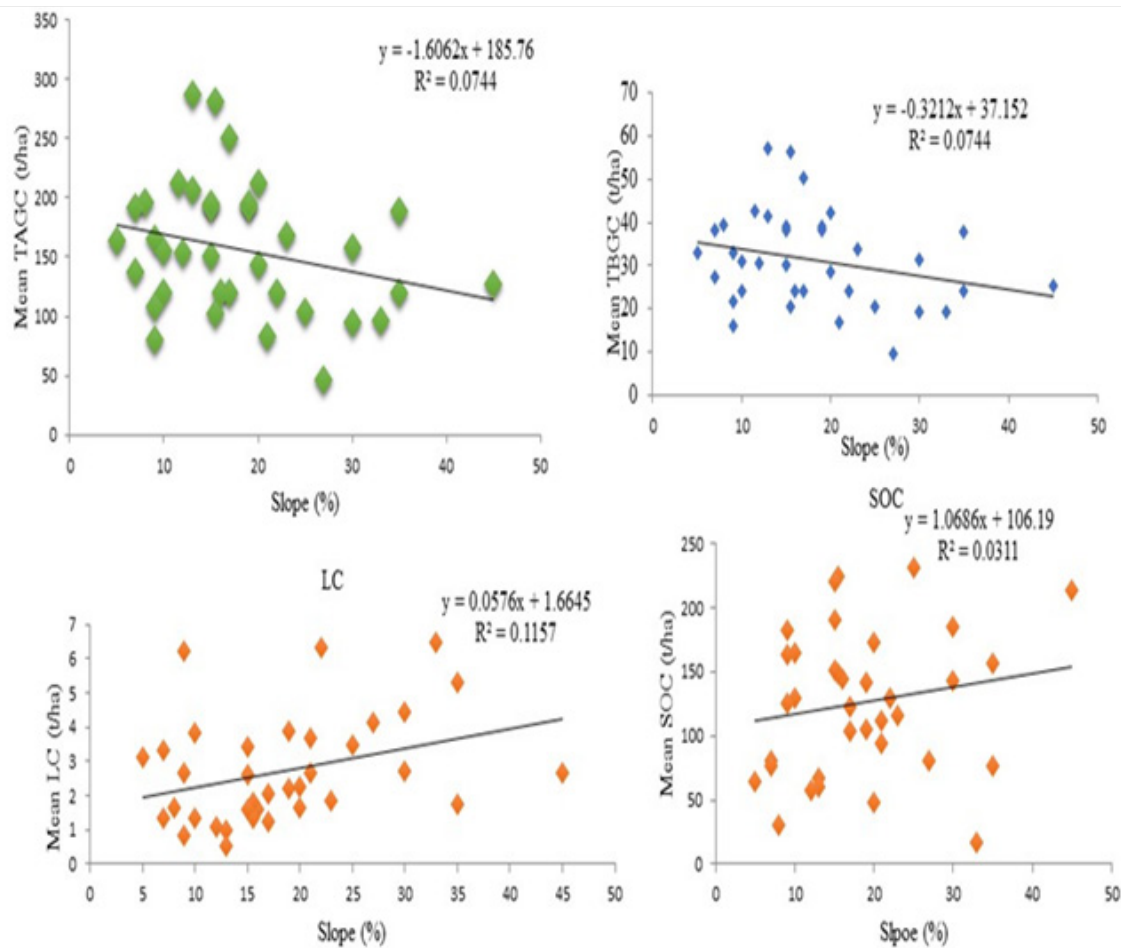 350
300
250
200
150
100
50
0
Mean TAGC (t/ha)
y = -1.6062x + 185.76
R² = 0.0744
0 10 20 30 40 50
Slope (%)
70
60
50
40
30
20
10
0
Mean TBGC (t/ha)
y = -0.3212x + 37.152
R² = 0.0744
0 10 20 30 40 50
Slope (%)
LC
7
6
5
4
3
2
1
0
Mean LC (t/ha)
y = 0.0576x + 1.6645
R² = 0.1157
0 5 10 15 20 25 30 35 40 45 50
Slope (%)
SOC
250
200
150
100
50
0
Mean SOC (t/ha)
y = 1.0686x + 106.19
R² = 0.0311
0 10 20 30 40 50
Slpoe (%)